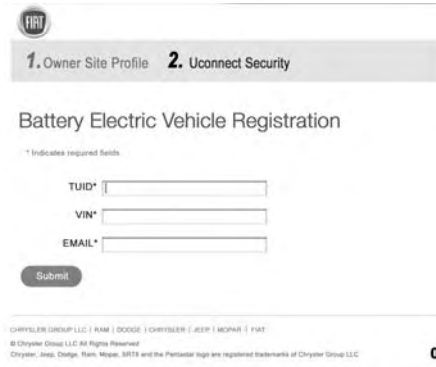 FIAT
1. Owner Site Profile 2. Uconnect Security
Battery Electric Vehicle Registration
* Indicates required fields
TUID*
VIN*
EMAIL*
Submit
CHRYSLER GROUP LLC | RAM | DODGE | CHRYSLER | JEEP | MOPAR | FIAT
© Chrysler Group LLC All Rights Reserved
Chrysler, Jeep, Dodge, Ram, Mopar, SRT8 and the Pentastar logo are registered trademarks of Chrysler Group LLC